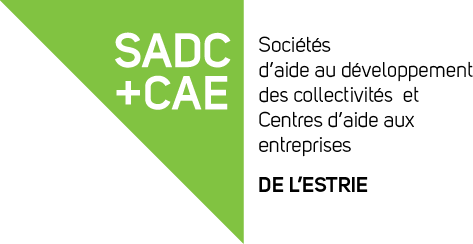 SADC
+CAE
Sociétés
d'aide au développement
des collectivités et
Centres d'aide aux
entreprises
DE L'ESTRIE